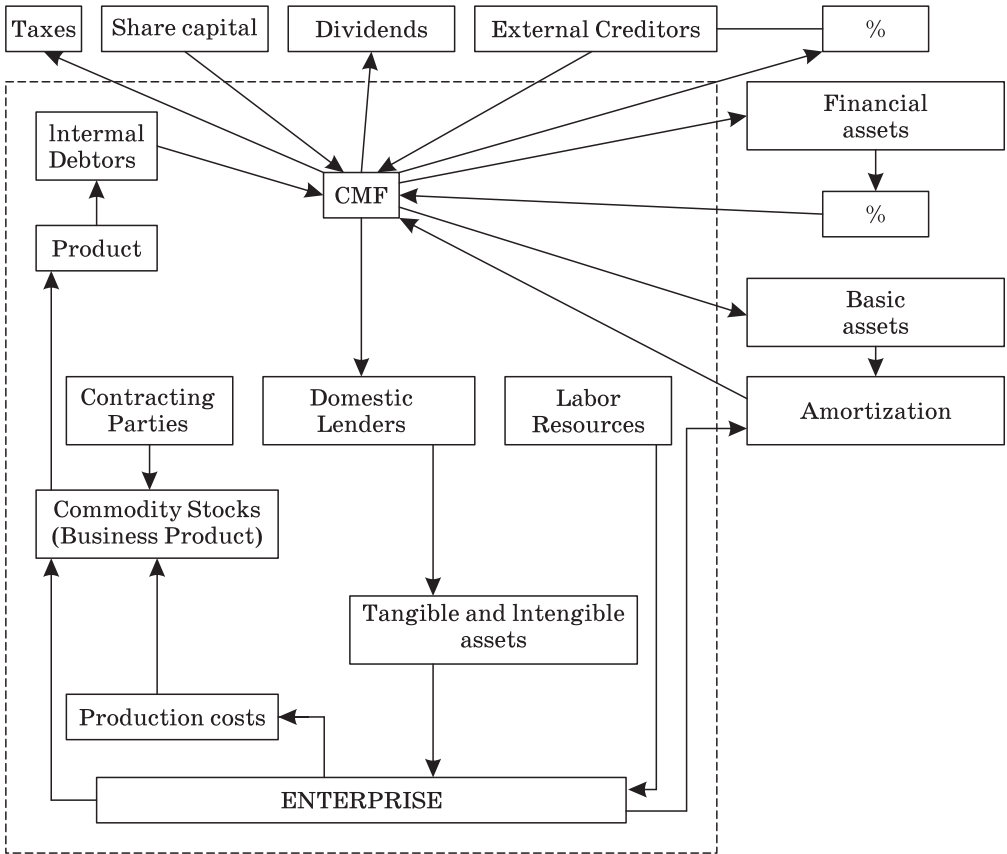 Taxes
Share capital
Dividends
External Creditors
%
Financial
assets
lntermal
Debtors
CMF
%
Product
Basic
assets
Contracting
Parties
Domestic
Lenders
Labor
Resources
Amortization
Commodity Stocks
(Business Product)
Tangible and lntengible
assets
Production costs
ENTERPRISE